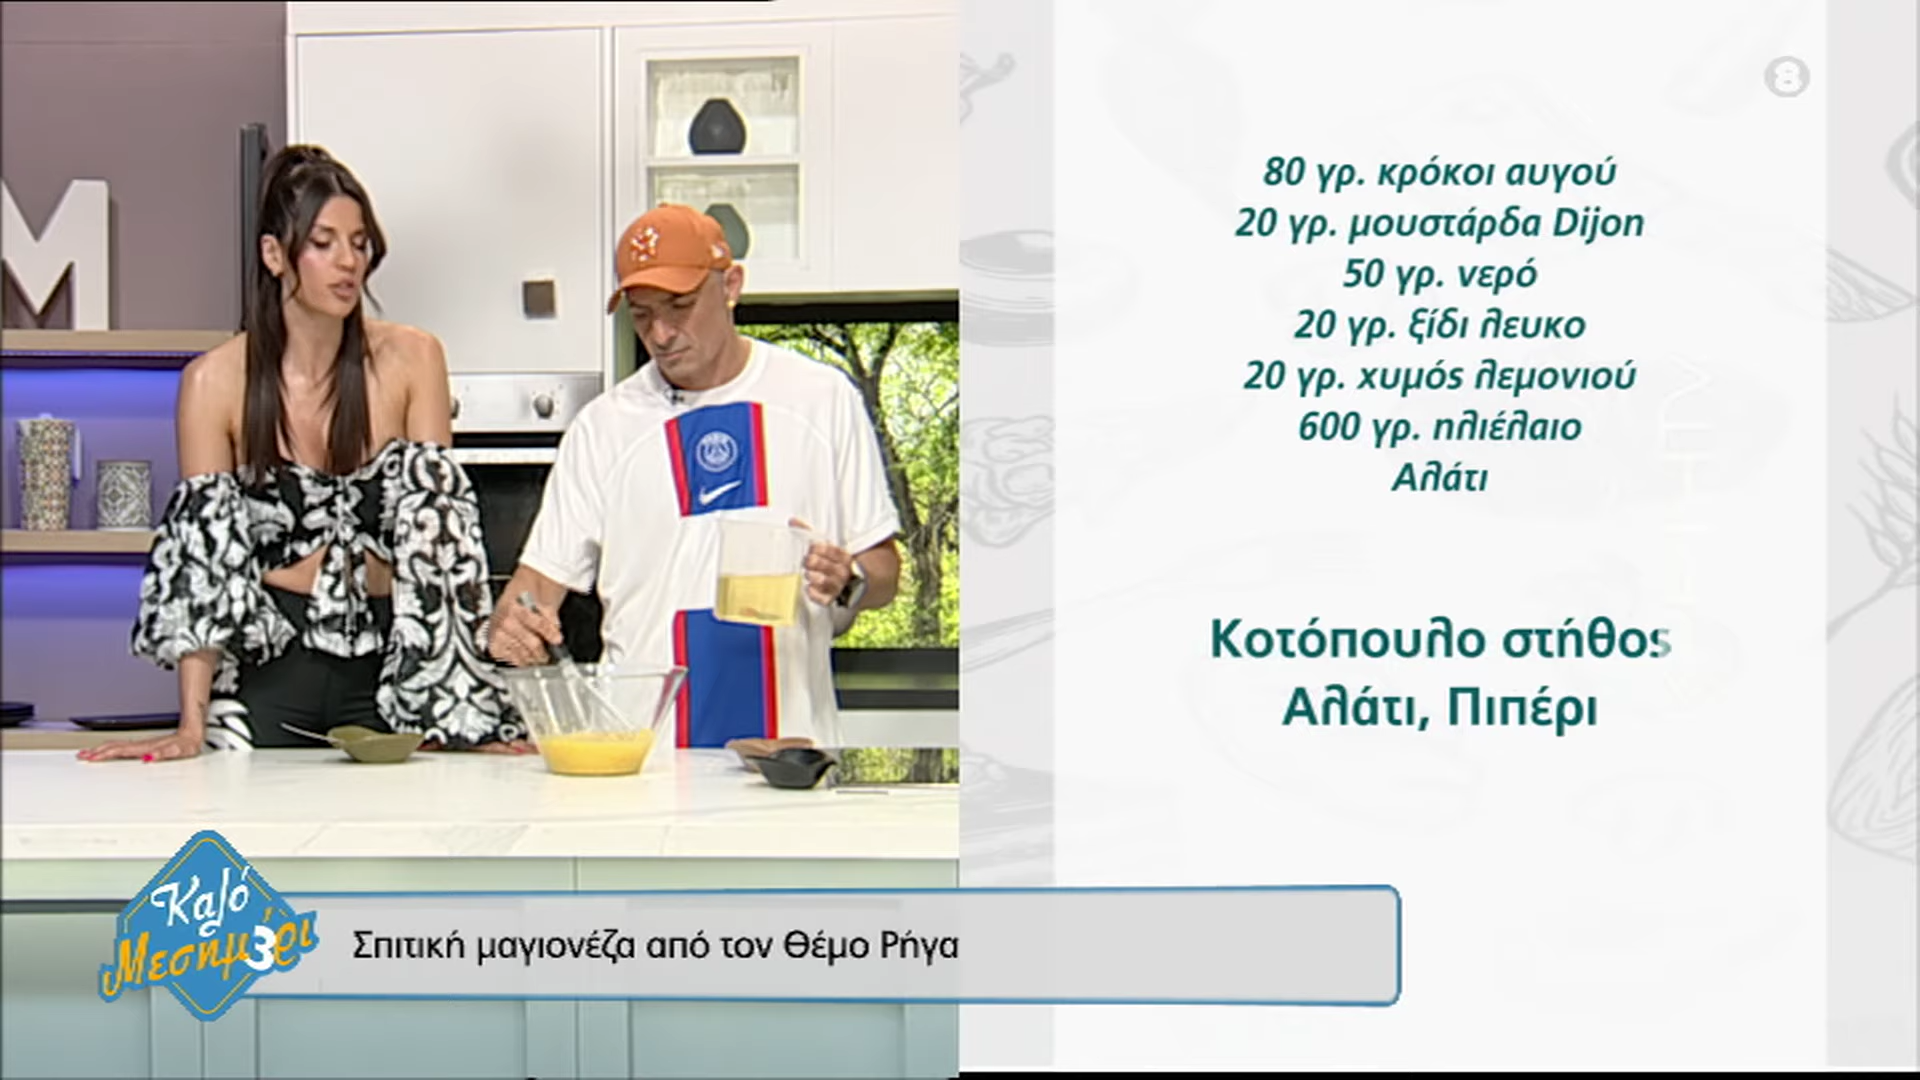 M
8
80 γρ. κρόκοι αυγού
20 γρ. μουστάρδα Dijon
50 γρ. νερό
20 γρ. ξίδι λευκο
20 γρ. χυμός λεμονιού
600 γρ. ηλιέλαιο
Αλάτι
Κοτόπουλο στήθος
Αλάτι, Πιπέρι
Καλό
Μεσημ3ρι
Σπιτική μαγιονέζα από τον Θέμο Ρήγα